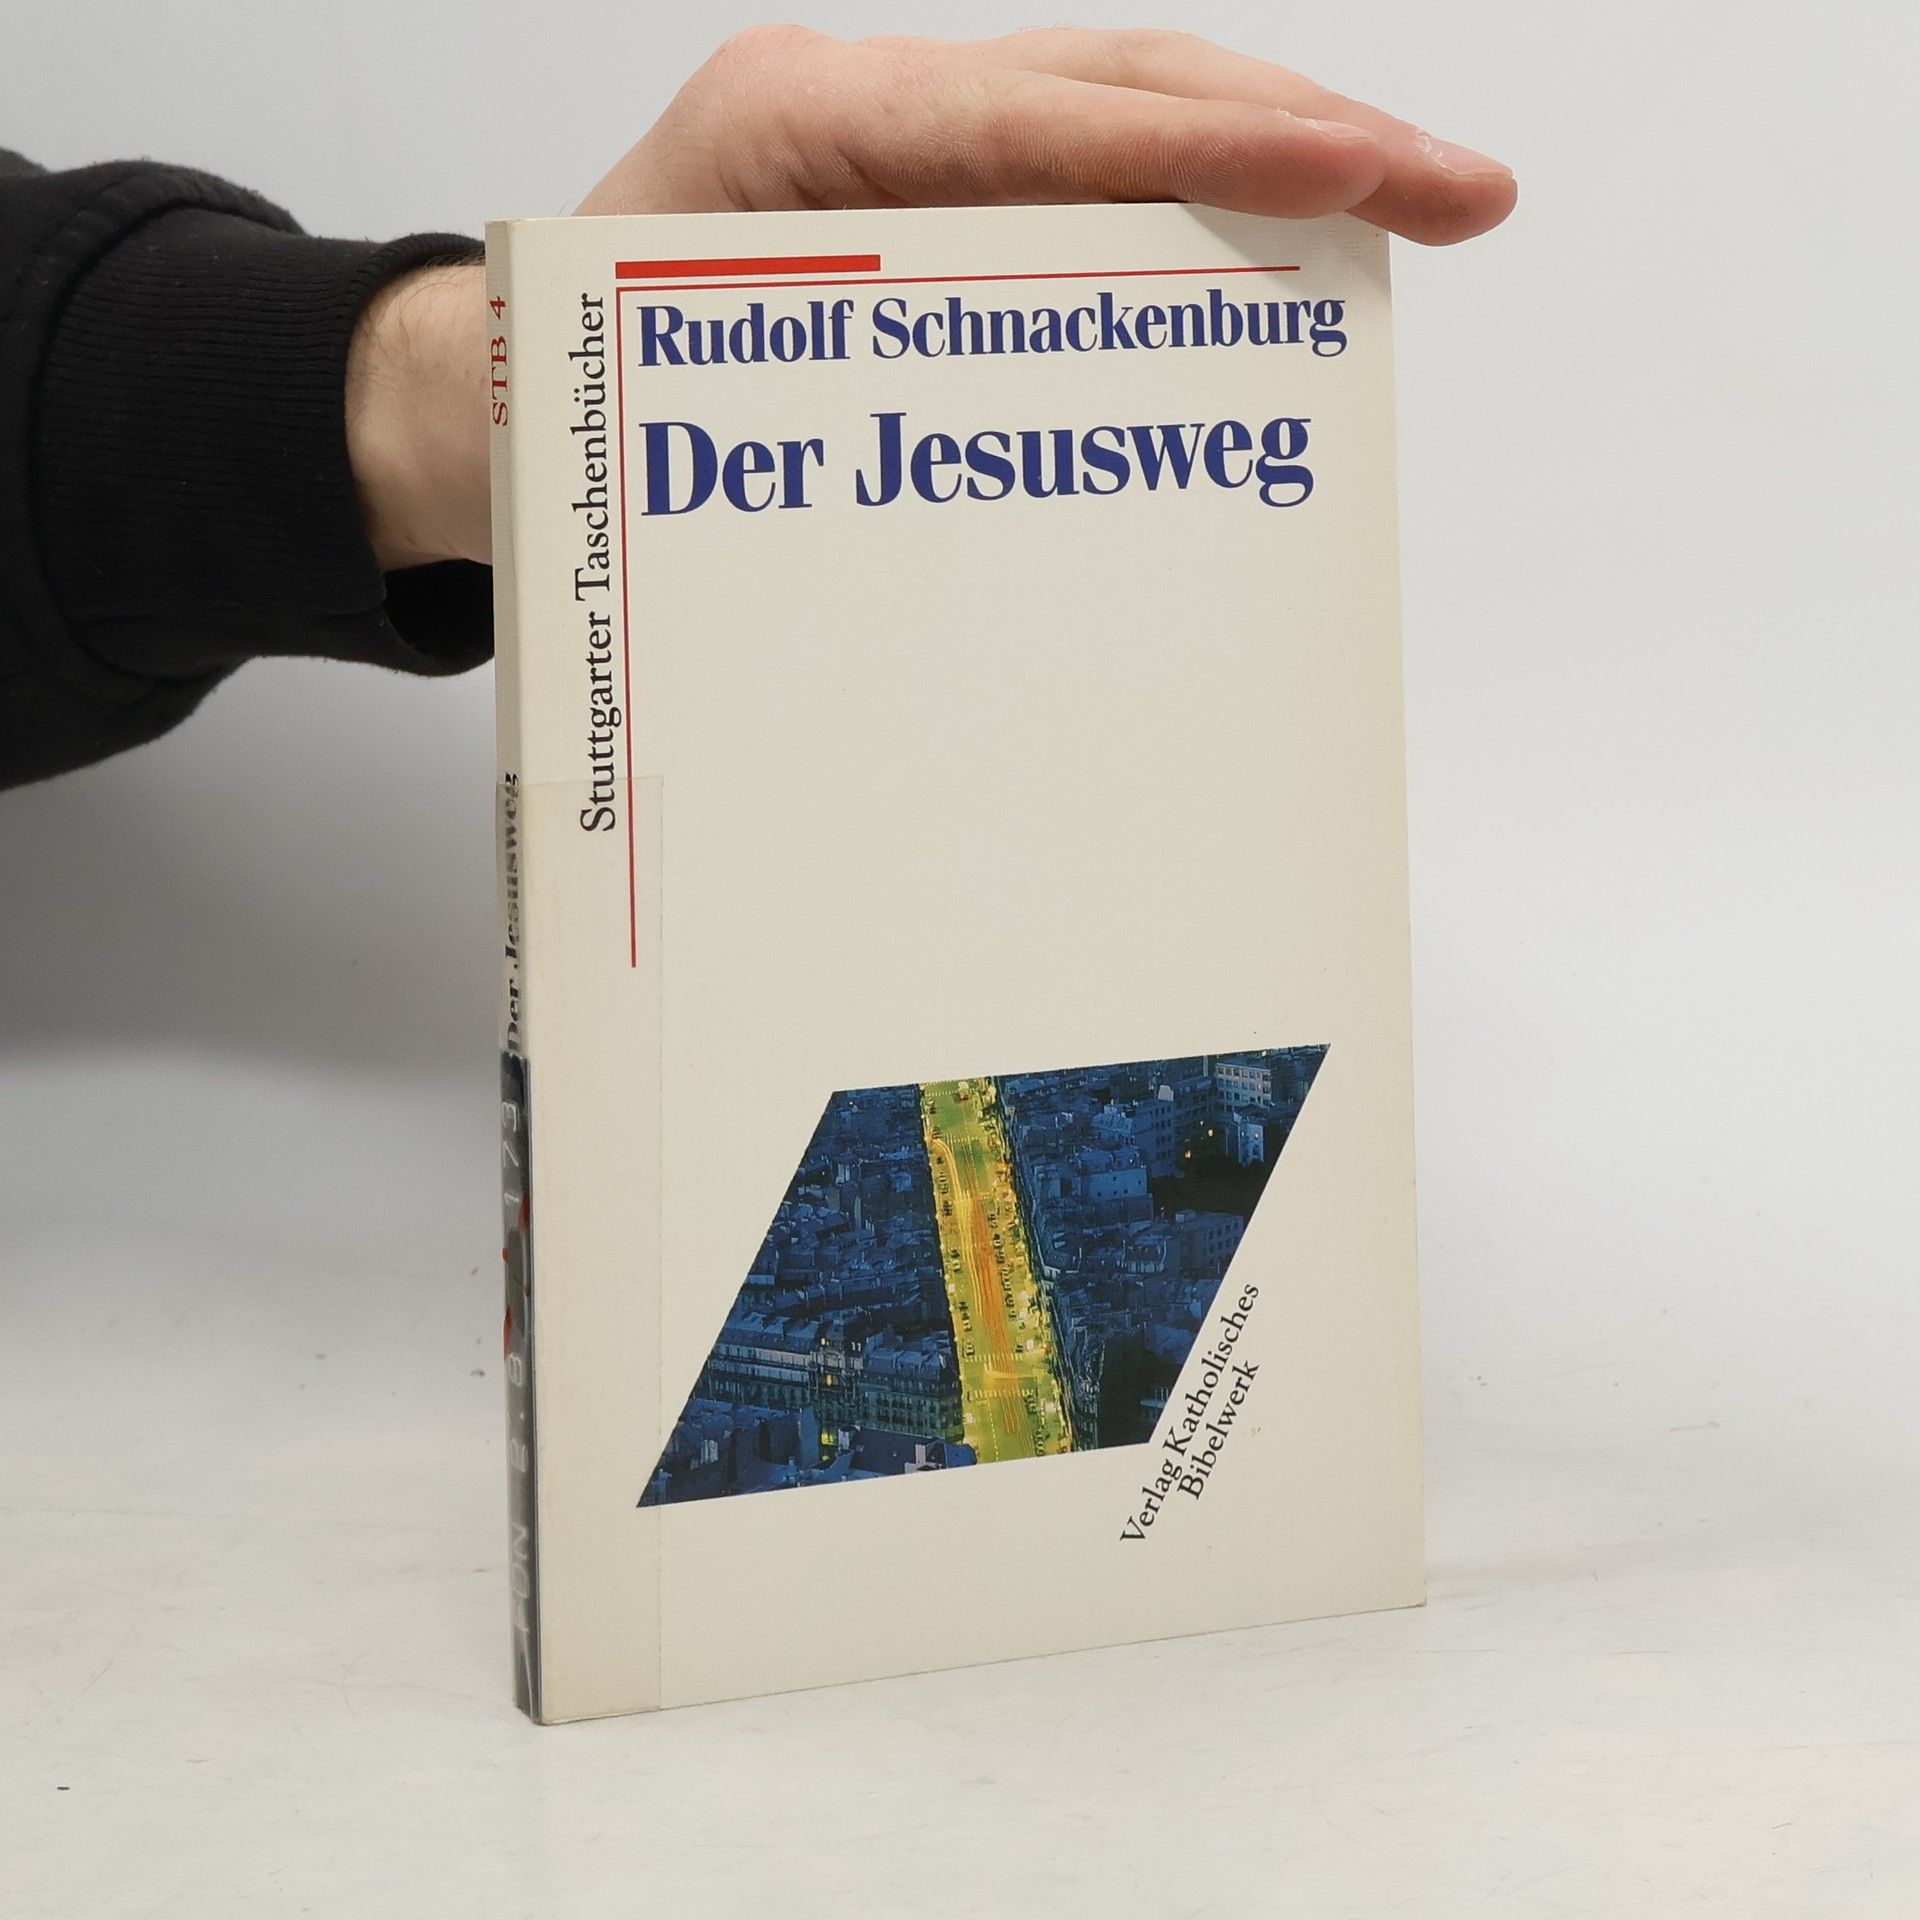 Rudolf Schnackenburg
Der Jesusweg
Stuttgarter Taschenbücher
Verlag Katholisches
Bibelwerk
STB 4
Der Jesusweg